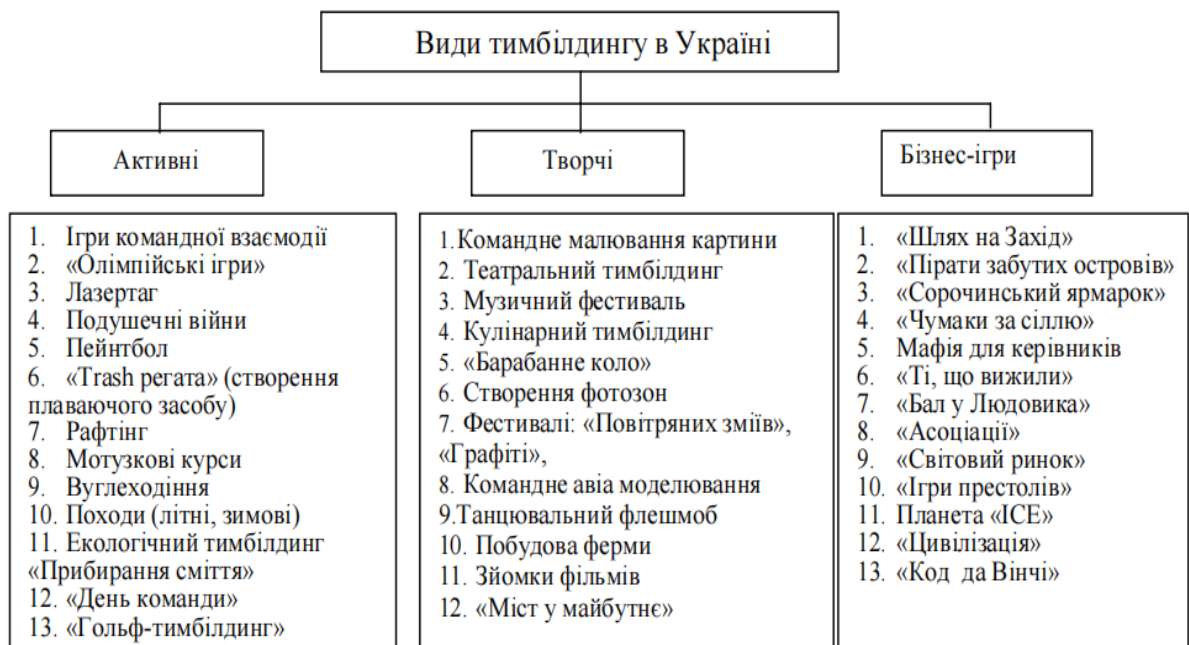 Види тимбілдингу в Україні
Активні
Творчі
Бізнес-ігри
1. Ігри командної взаємодії
2. «Олімпійські ігри»
3. Лазертаг
4. Подушечні війни
5. Пейнтбол
6. «Trash регата» (створення
плаваючого засобу)
7. Рафтінг
8. Мотузкові курси
9. Вуглеходіння
10. Походи (літні, зимові)
11. Екологічний тимбілдинг
«Прибирання сміття»
12. «День команди»
13. «Гольф-тимбілдинг»
1.Командне малювання картини
2. Театральний тимбілдинг
3. Музичний фестиваль
4. Кулінарний тимбілдинг
5. «Барабанне коло»
6. Створення фотозон
7. Фестивалі: «Повітряних зміїв»,
«Графіті»,
8. Командне авіа моделювання
9.Танцювальний флешмоб
10. Побудова ферми
11. Зйомки фільмів
12. «Міст у майбутнє»
1. «Шлях на Захід»
2. «Пірати забутих островів»
3. «Сорочинський ярмарок»
4. «Чумаки за сіллю»
5. Мафія для керівників
6. «Ті, що вижили»
7. «Бал у Людовика»
8. «Асоціації»
9. «Світовий ринок»
10. «Ігри престолів»
11. Планета «ICE»
12. «Цивілізація»
13. «Код да Вінчі»